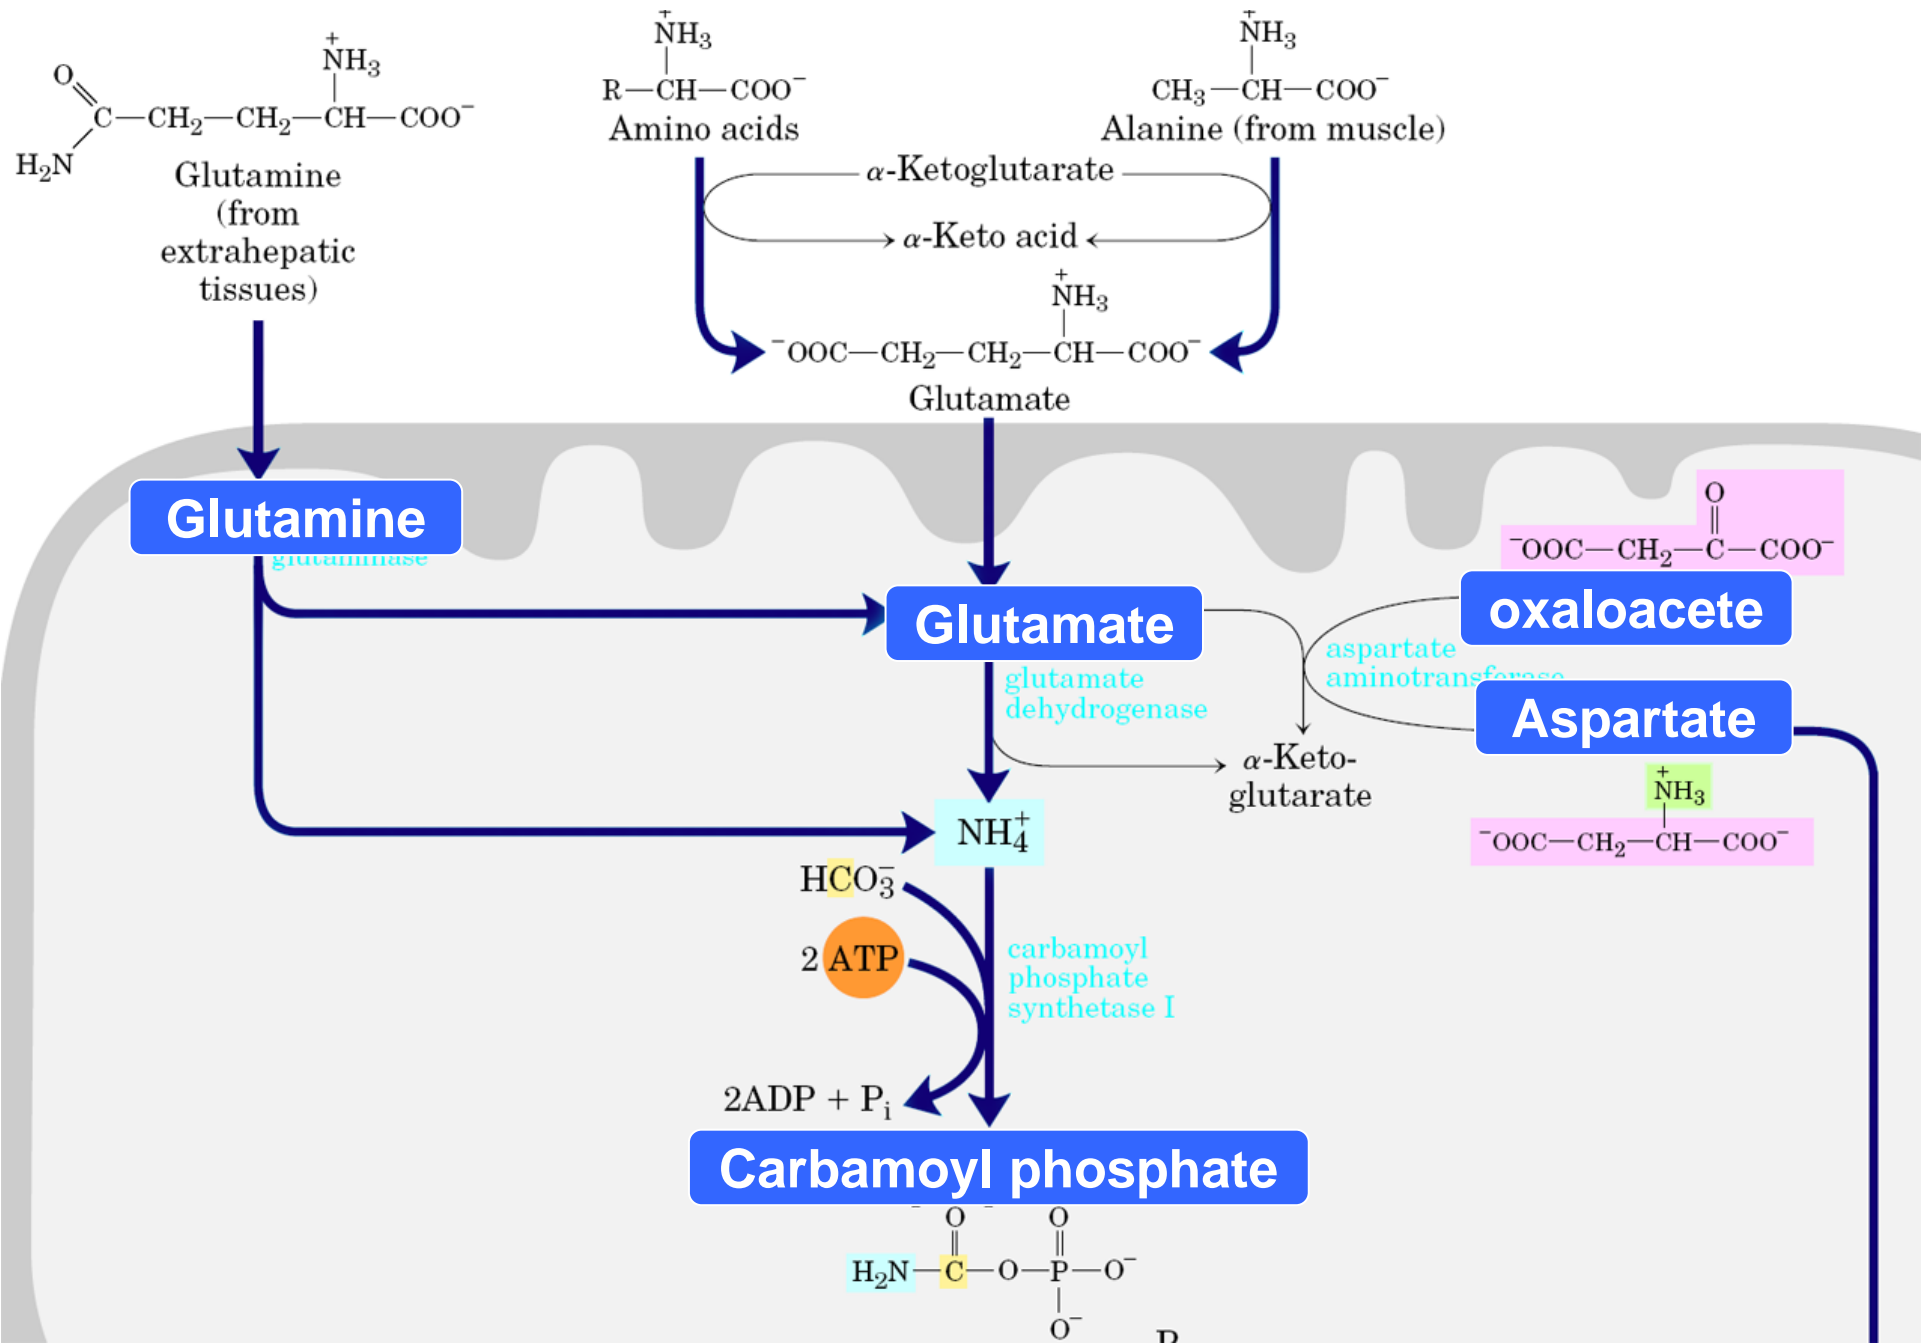 O
H₂N
C—CH₂—CH₂—CH—COO⁻
+
NH₃
Glutamine
(from
extrahepatic
tissues)
+
NH₃
R—CH—COO⁻
Amino acids
+
NH₃
CH₃—CH—COO⁻
Alanine (from muscle)
α-Ketoglutarate
α-Keto acid
+
NH₃
⁻OOC—CH₂—CH₂—CH—COO⁻
Glutamate
Glutamine
glutaminase
Glutamate
O
⁻OOC—CH₂—C—COO⁻
oxaloacete
aspartate
aminotransferase
Aspartate
glutamate
dehydrogenase
α-Keto-
glutarate
+
NH₃
⁻OOC—CH₂—CH—COO⁻
NH₄⁺
HCO₃⁻
2 ATP
carbamoyl
phosphate
synthetase I
2ADP + Pᵢ
Carbamoyl phosphate
O O
H₂N—C—O—P—O⁻
O⁻